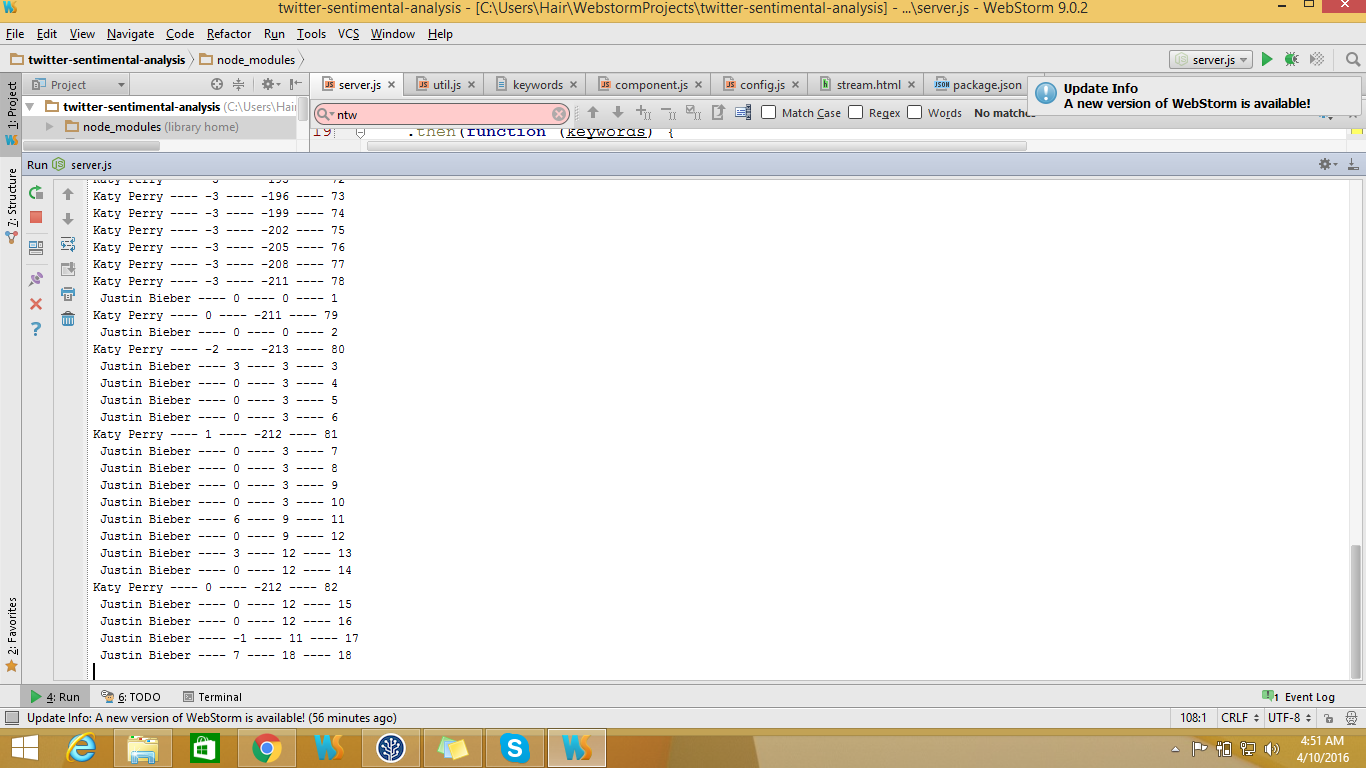 twitter-sentimental-analysis - [C:\Users\Hair\WebstormProjects\twitter-sentimental-analysis] - ...\server.js - WebStorm 9.0.2
File Edit View Navigate Code Refactor Run Tools VCS Window Help
twitter-sentimental-analysis node_modules server.js
Project server.js util.js keywords component.js config.js stream.html package.json
Update Info
A new version of WebStorm is available!
1: Project
twitter-sentimental-analysis (C:\Users\Hai
node_modules (library home)
ntw Match Case Regex Words No matches
19 .then(function (keywords) {
Run server.js
7: Structure
Katy Perry ---- -3 ---- -193 ---- 72
Katy Perry ---- -3 ---- -196 ---- 73
Katy Perry ---- -3 ---- -199 ---- 74
Katy Perry ---- -3 ---- -202 ---- 75
Katy Perry ---- -3 ---- -205 ---- 76
Katy Perry ---- -3 ---- -208 ---- 77
Katy Perry ---- -3 ---- -211 ---- 78
Justin Bieber ---- 0 ---- 0 ---- 1
Katy Perry ---- 0 ---- -211 ---- 79
Justin Bieber ---- 0 ---- 0 ---- 2
Katy Perry ---- -2 ---- -213 ---- 80
Justin Bieber ---- 3 ---- 3 ---- 3
Justin Bieber ---- 0 ---- 3 ---- 4
Justin Bieber ---- 0 ---- 3 ---- 5
Justin Bieber ---- 0 ---- 3 ---- 6
Katy Perry ---- 1 ---- -212 ---- 81
Justin Bieber ---- 0 ---- 3 ---- 7
Justin Bieber ---- 0 ---- 3 ---- 8
Justin Bieber ---- 0 ---- 3 ---- 9
Justin Bieber ---- 0 ---- 3 ---- 10
Justin Bieber ---- 6 ---- 9 ---- 11
Justin Bieber ---- 0 ---- 9 ---- 12
Justin Bieber ---- 3 ---- 12 ---- 13
Justin Bieber ---- 0 ---- 12 ---- 14
Katy Perry ---- 0 ---- -212 ---- 82
Justin Bieber ---- 0 ---- 12 ---- 15
Justin Bieber ---- 0 ---- 12 ---- 16
Justin Bieber ---- -1 ---- 11 ---- 17
Justin Bieber ---- 7 ---- 18 ---- 18
2: Favorites
4: Run 6: TODO Terminal 1 Event Log
Update Info: A new version of WebStorm is available! (56 minutes ago) 108:1 CRLF UTF-8
4:51 AM
4/10/2016